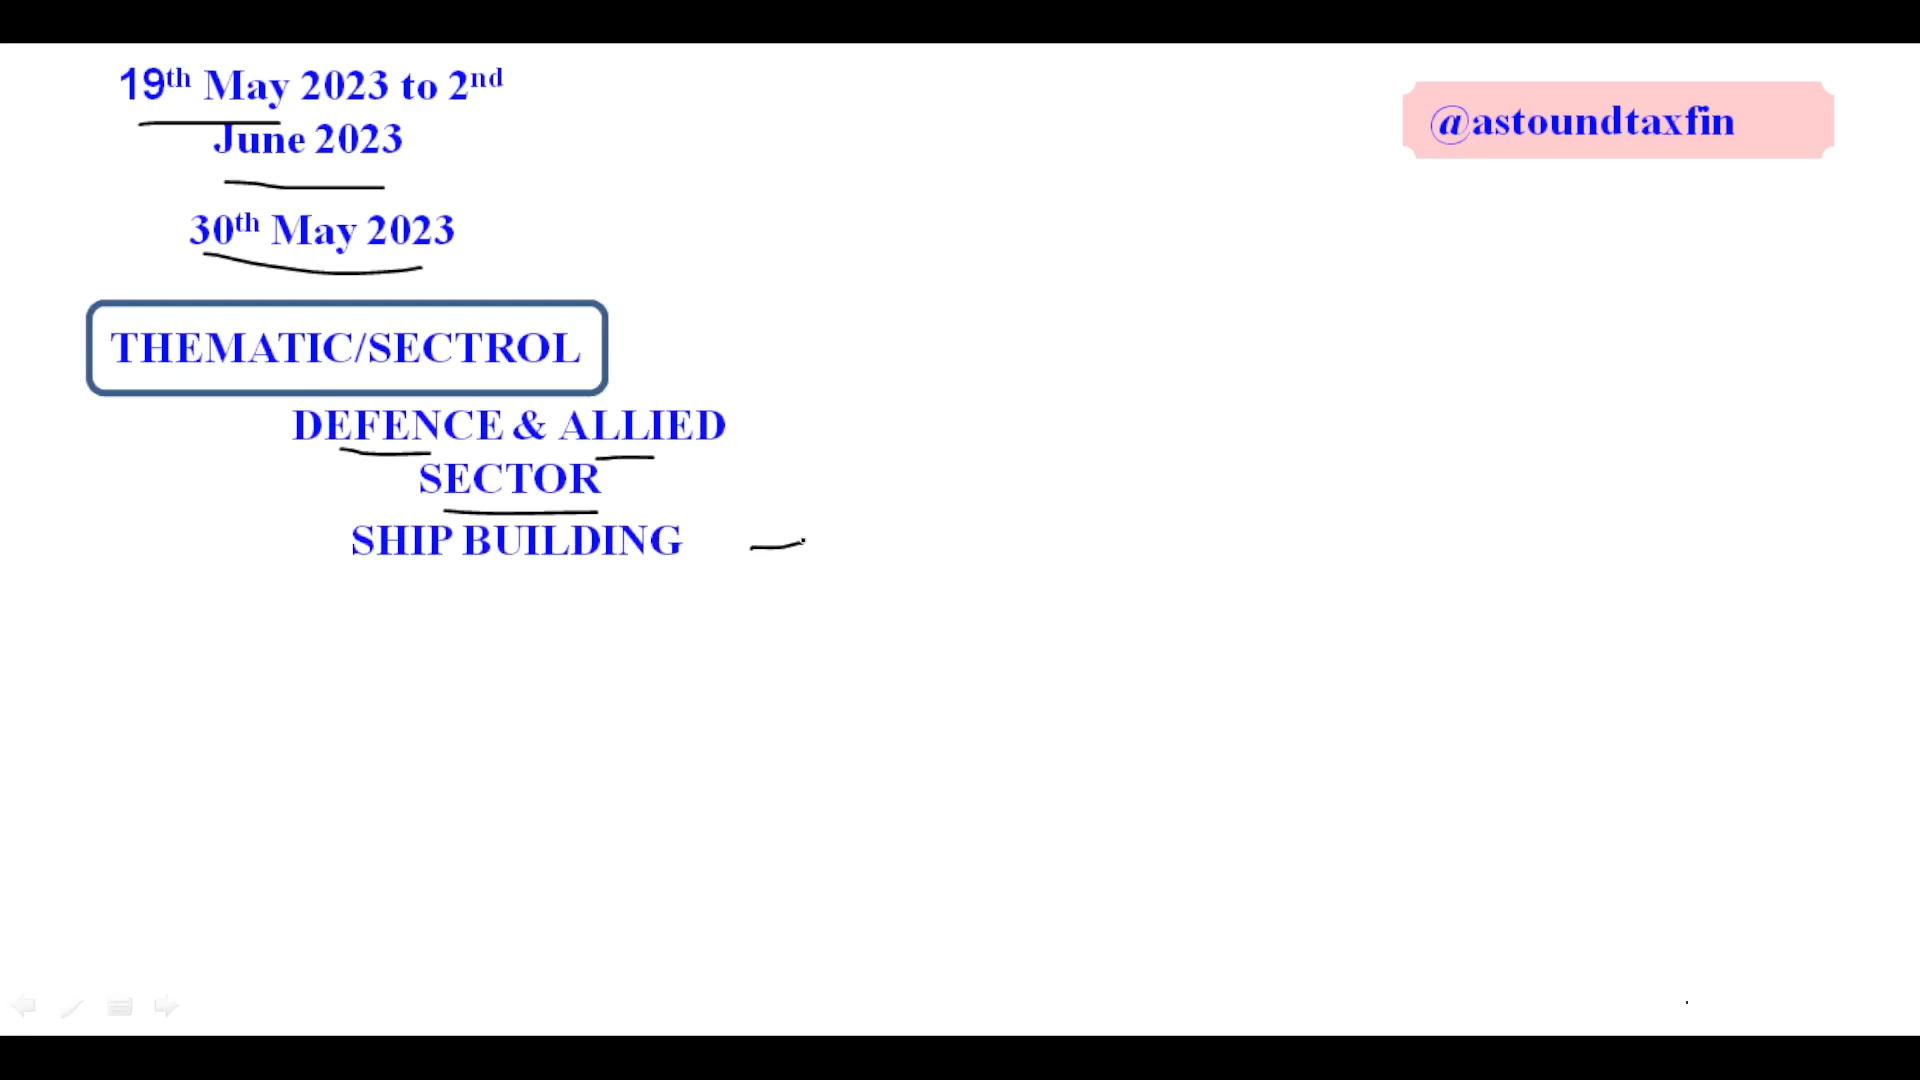 19th May 2023 to 2nd
June 2023
@astoundtaxfin
30th May 2023
THEMATIC/SECTROL
DEFENCE & ALLIED
SECTOR
SHIP BUILDING